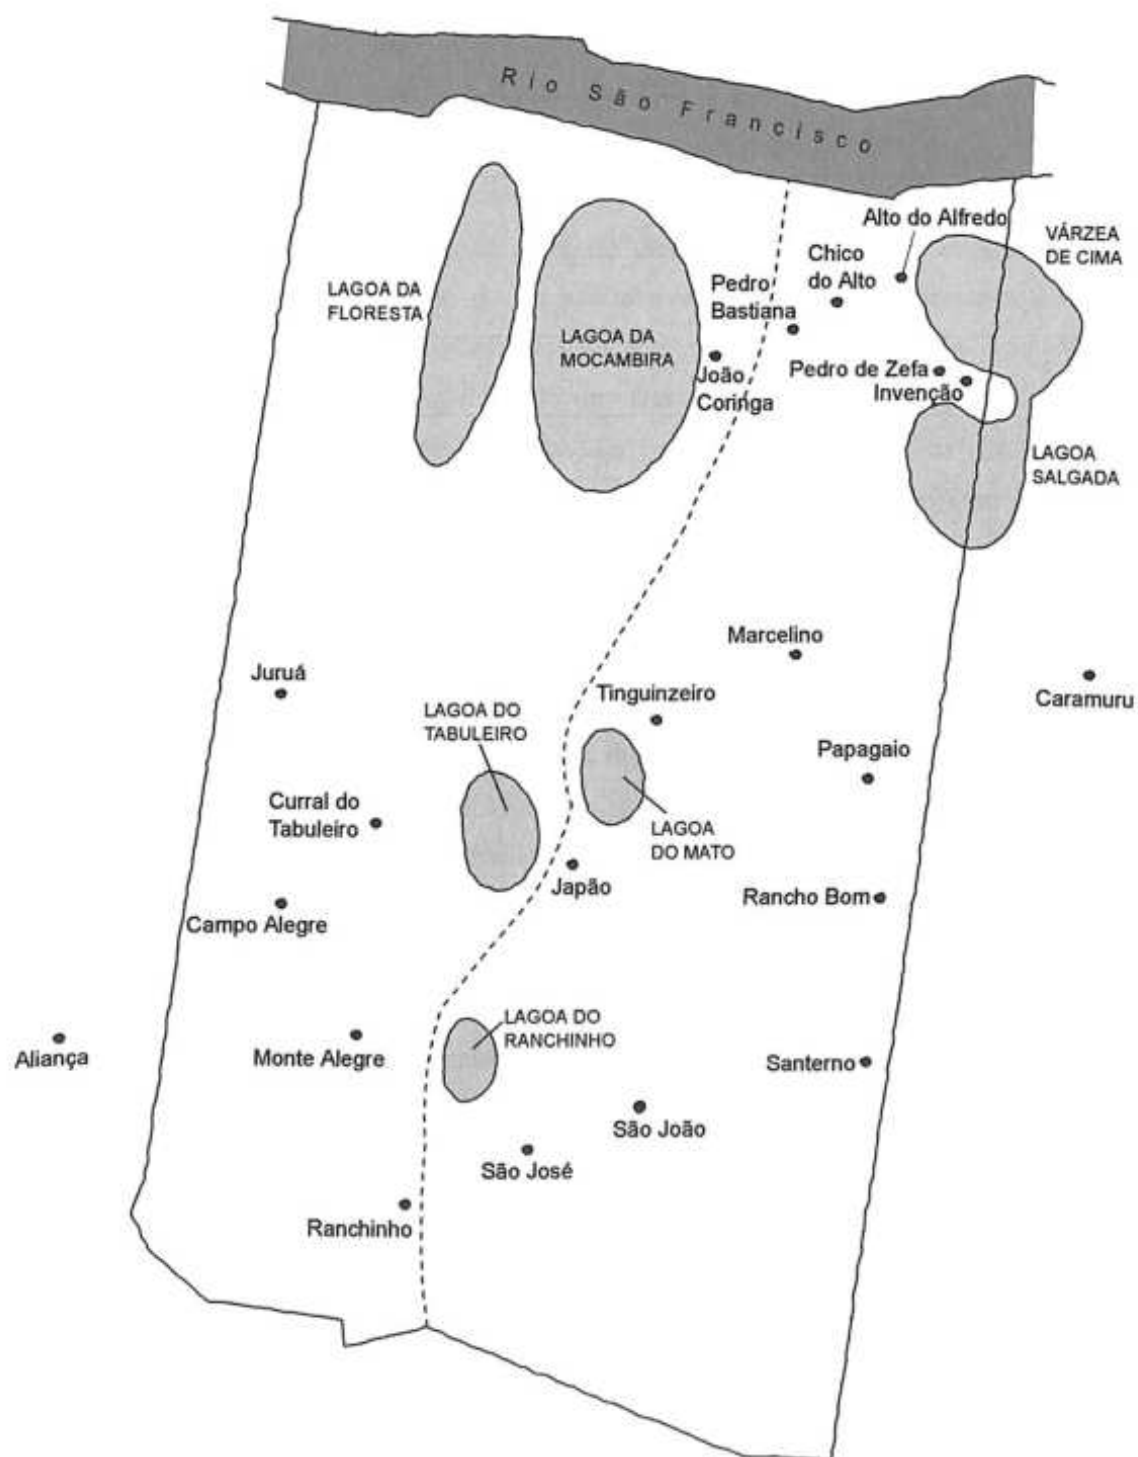 Rio São Francisco
Alto do Alfredo
VÁRZEA
DE CIMA
Chico
do Alto
Pedro
Bastiana
LAGOA DA
FLORESTA
LAGOA DA
MOCAMBIRA
João
Coringa
Pedro de Zefa
Invenção
LAGOA
SALGADA
Marcelino
Juruá
Tinguinzeiro
Caramuru
LAGOA DO
TABULEIRO
Papagaio
Curral do
Tabuleiro
LAGOA
DO MATO
Japão
Rancho Bom
Campo Alegre
LAGOA DO
RANCHINHO
Aliança
Monte Alegre
Santerno
São João
São José
Ranchinho